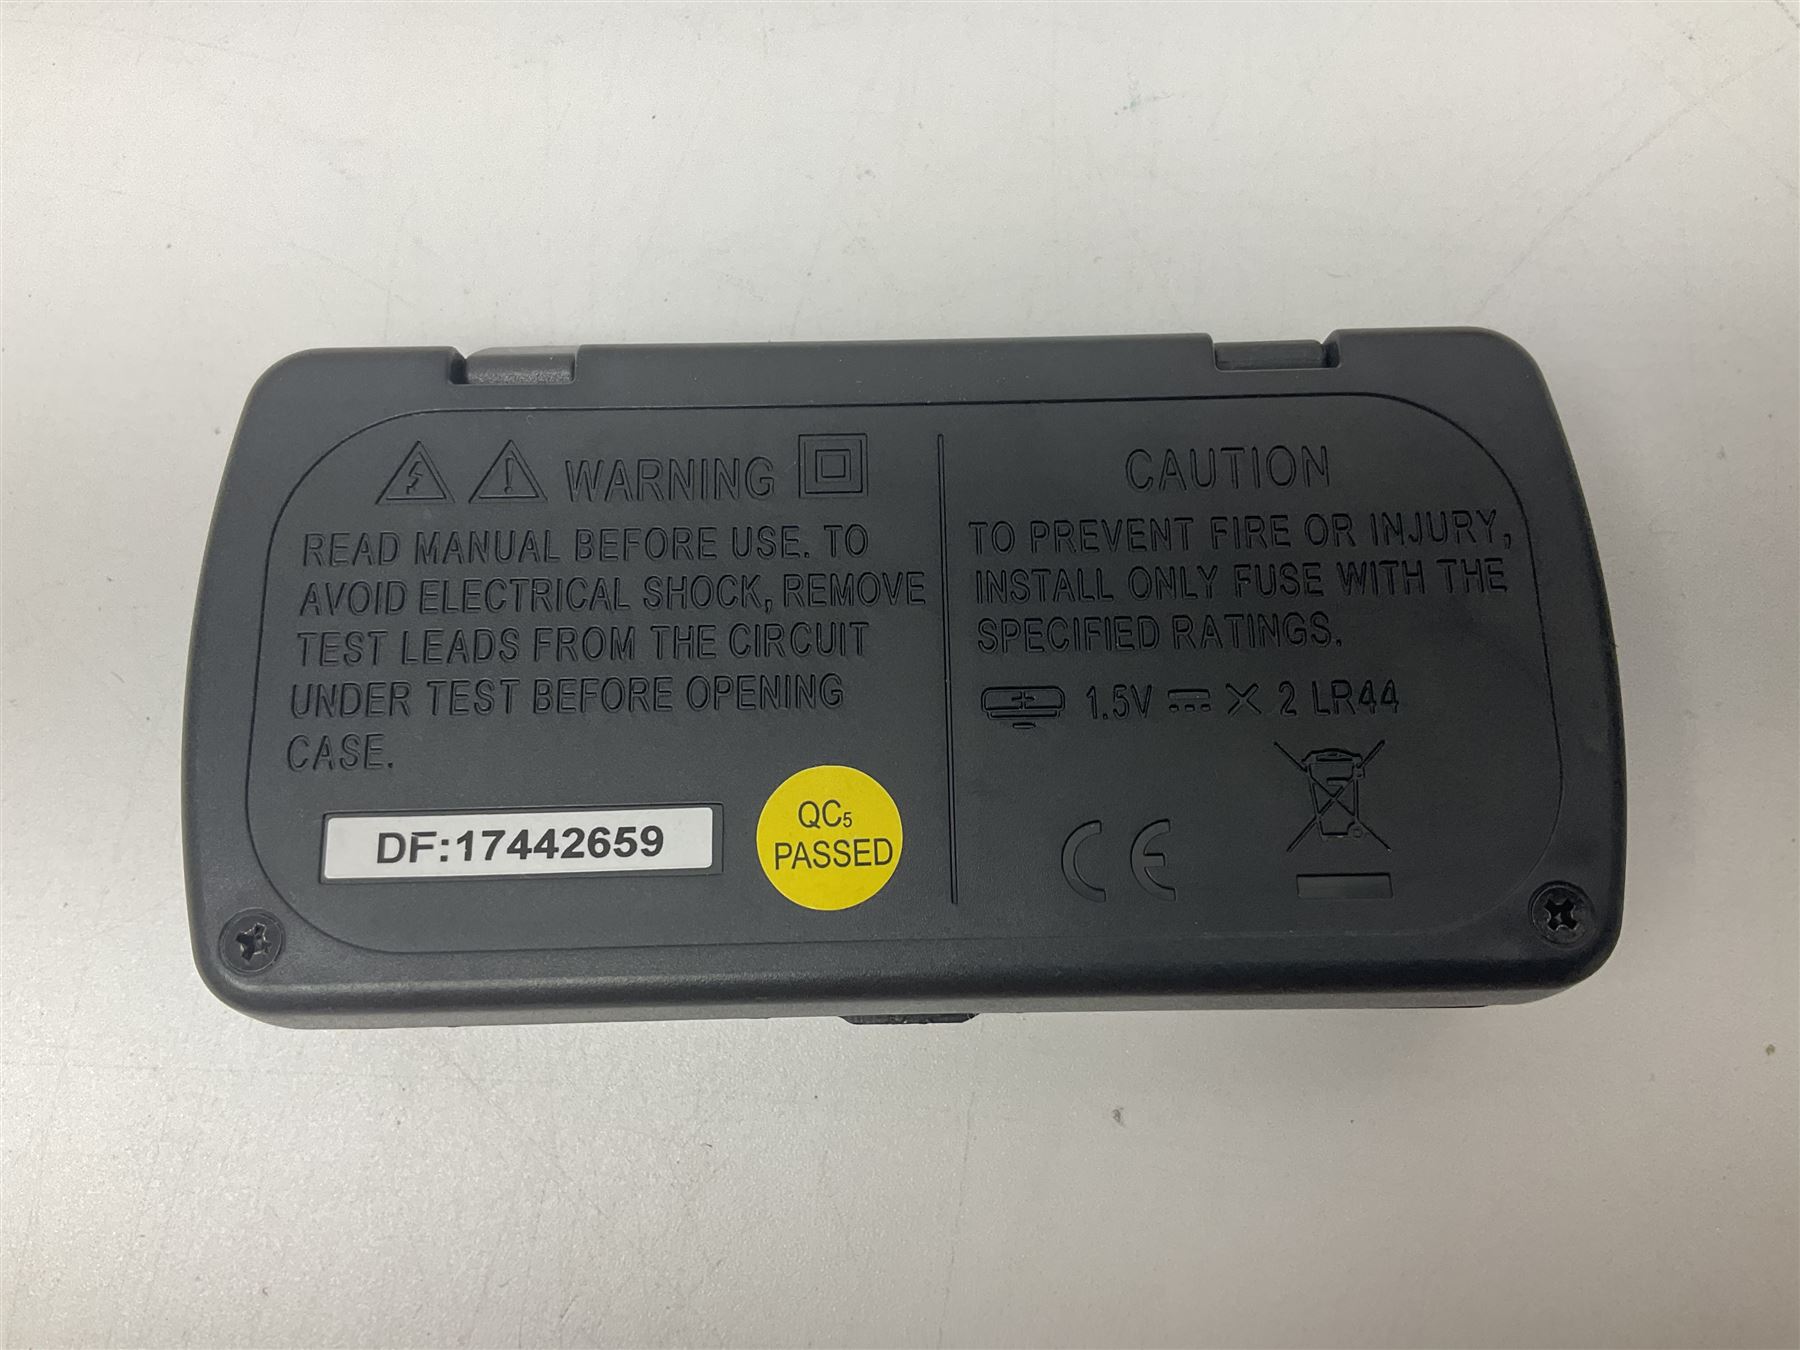 WARNING
READ MANUAL BEFORE USE. TO
AVOID ELECTRICAL SHOCK, REMOVE
TEST LEADS FROM THE CIRCUIT
UNDER TEST BEFORE OPENING
CASE.
DF:17442659
QC5
PASSED
CAUTION
TO PREVENT FIRE OR INJURY,
INSTALL ONLY FUSE WITH THE
SPECIFIED RATINGS.
1.5V ⎓ X 2 LR44
CE